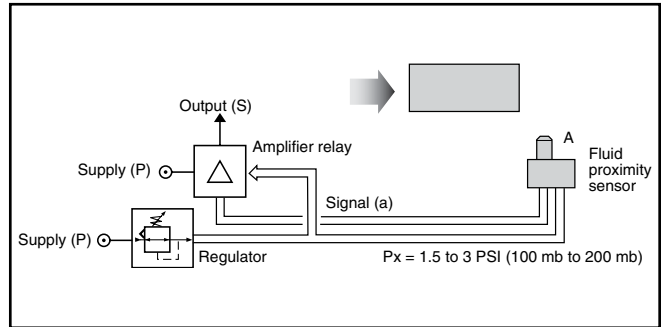 Output (S)
Amplifier relay
A
Fluid
proximity
sensor
Supply (P)
Signal (a)
Supply (P)
Regulator
Px = 1.5 to 3 PSI (100 mb to 200 mb)